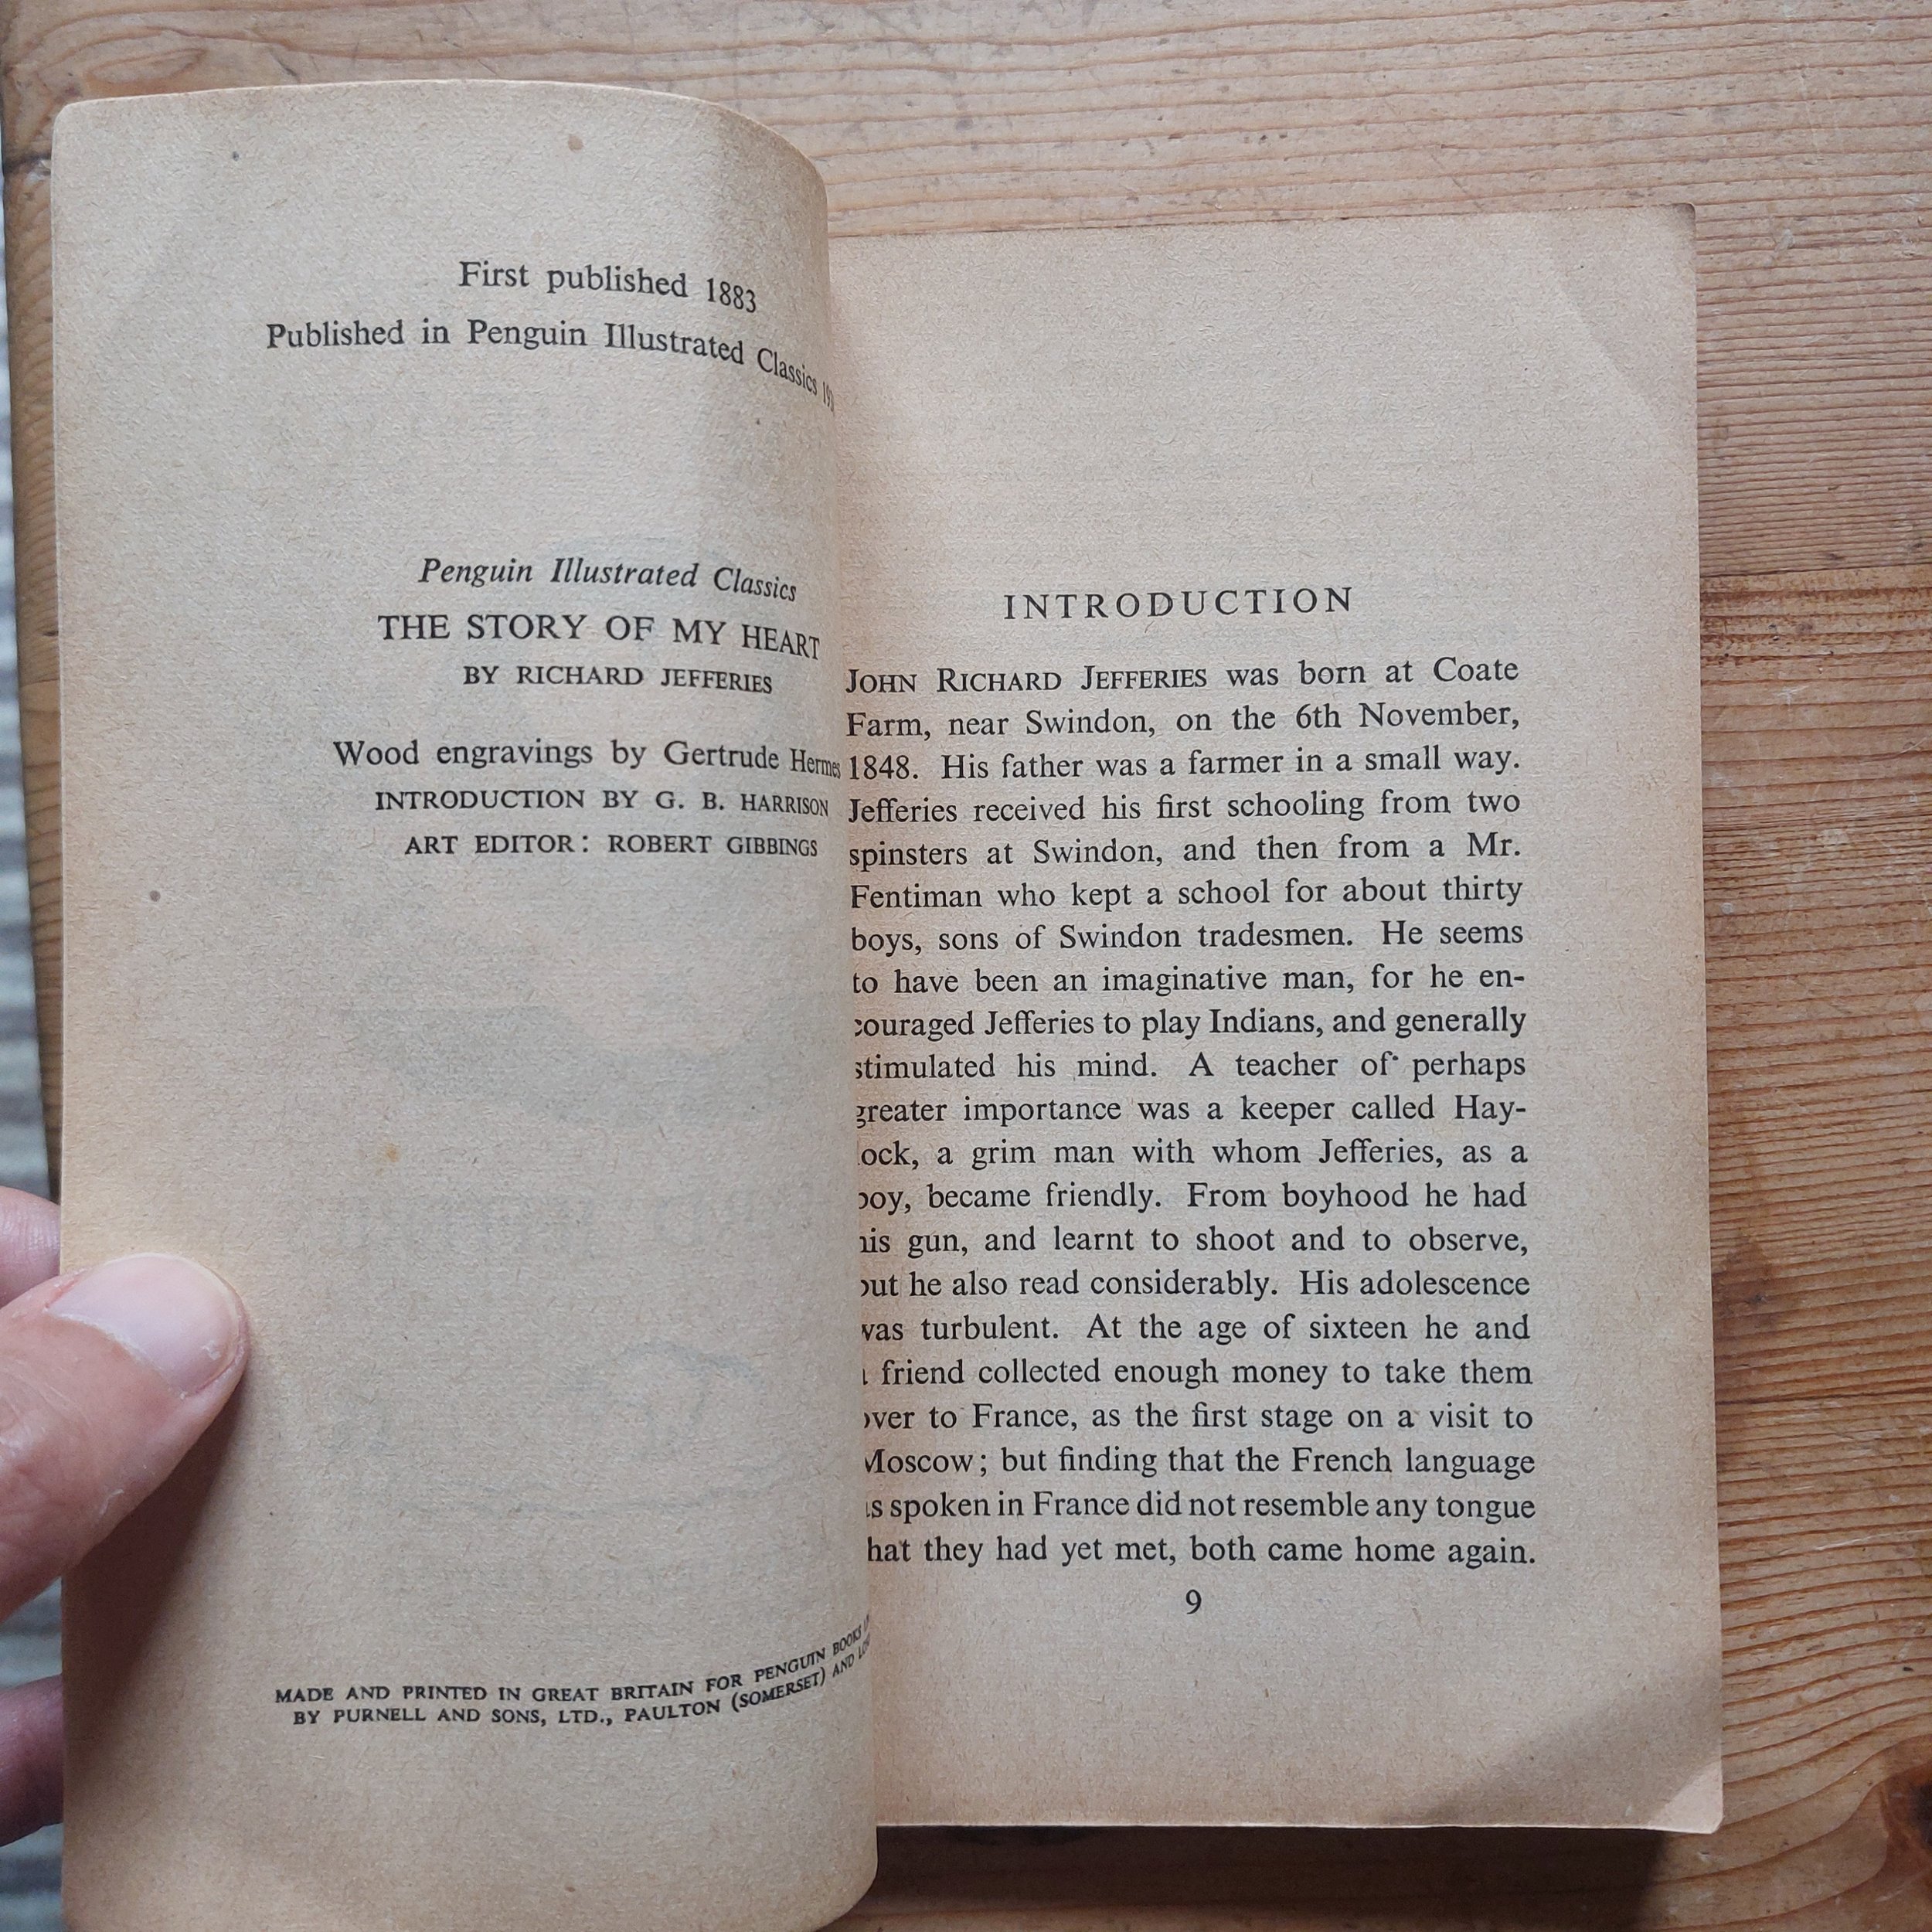 First published 1883
Published in Penguin Illustrated Classics
Penguin Illustrated Classics
THE STORY OF MY HEART
BY RICHARD JEFFERIES
Wood engravings by Gertrude Hermes
INTRODUCTION BY G. B. HARRISON
ART EDITOR: ROBERT GIBBINGS
MADE AND PRINTED IN GREAT BRITAIN FOR PENGUIN BOOKS
BY PURNELL AND SONS, LTD., PAULTON (SOMERSET) AND
INTRODUCTION
JOHN RICHARD JEFFERIES was born at Coate
Farm, near Swindon, on the 6th November,
1848. His father was a farmer in a small way.
Jefferies received his first schooling from two
spinsters at Swindon, and then from a Mr.
Fentiman who kept a school for about thirty
boys, sons of Swindon tradesmen. He seems
to have been an imaginative man, for he en-
couraged Jefferies to play Indians, and generally
stimulated his mind. A teacher of perhaps
greater importance was a keeper called Hay-
lock, a grim man with whom Jefferies, as a
boy, became friendly. From boyhood he had
his gun, and learnt to shoot and to observe,
but he also read considerably. His adolescence
was turbulent. At the age of sixteen he and
a friend collected enough money to take them
over to France, as the first stage on a visit to
Moscow; but finding that the French language
as spoken in France did not resemble any tongue
that they had yet met, both came home again.
9